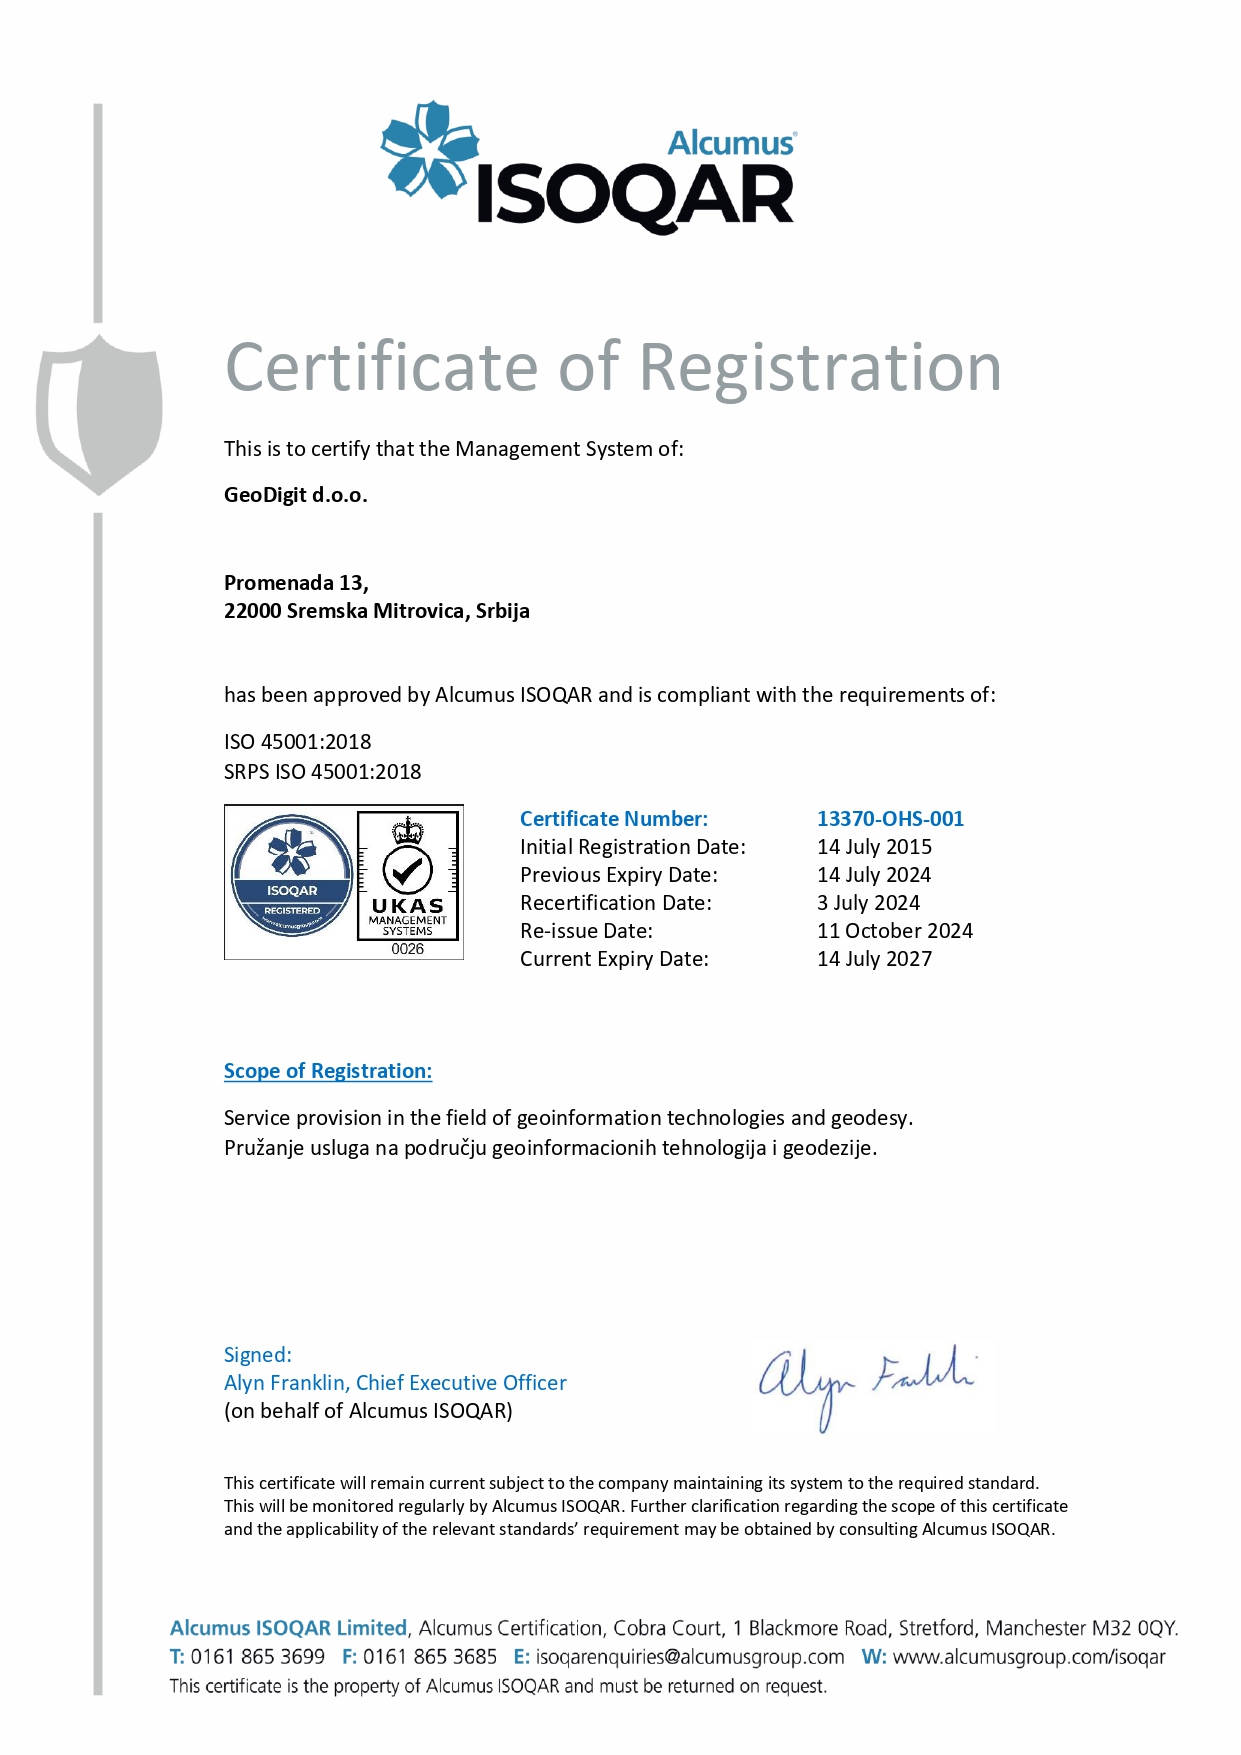 Alcumus®
ISOQAR
Certificate of Registration
This is to certify that the Management System of:
GeoDigit d.o.o.
Promenada 13,
22000 Sremska Mitrovica, Srbija
has been approved by Alcumus ISOQAR and is compliant with the requirements of:
ISO 45001:2018
SRPS ISO 45001:2018
ISOQAR
REGISTERED
UKAS
MANAGEMENT
SYSTEMS
0026
Certificate Number: 13370-OHS-001
Initial Registration Date: 14 July 2015
Previous Expiry Date: 14 July 2024
Recertification Date: 3 July 2024
Re-issue Date: 11 October 2024
Current Expiry Date: 14 July 2027
Scope of Registration:
Service provision in the field of geoinformation technologies and geodesy.
Pružanje usluga na području geoinformacionih tehnologija i geodezije.
Signed:
Alyn Franklin, Chief Executive Officer
(on behalf of Alcumus ISOQAR)
This certificate will remain current subject to the company maintaining its system to the required standard.
This will be monitored regularly by Alcumus ISOQAR. Further clarification regarding the scope of this certificate
and the applicability of the relevant standards’ requirement may be obtained by consulting Alcumus ISOQAR.
Alcumus ISOQAR Limited, Alcumus Certification, Cobra Court, 1 Blackmore Road, Stretford, Manchester M32 0QY.
T: 0161 865 3699 F: 0161 865 3685 E: isoqarenquiries@alcumusgroup.com W: www.alcumusgroup.com/isoqar
This certificate is the property of Alcumus ISOQAR and must be returned on request.